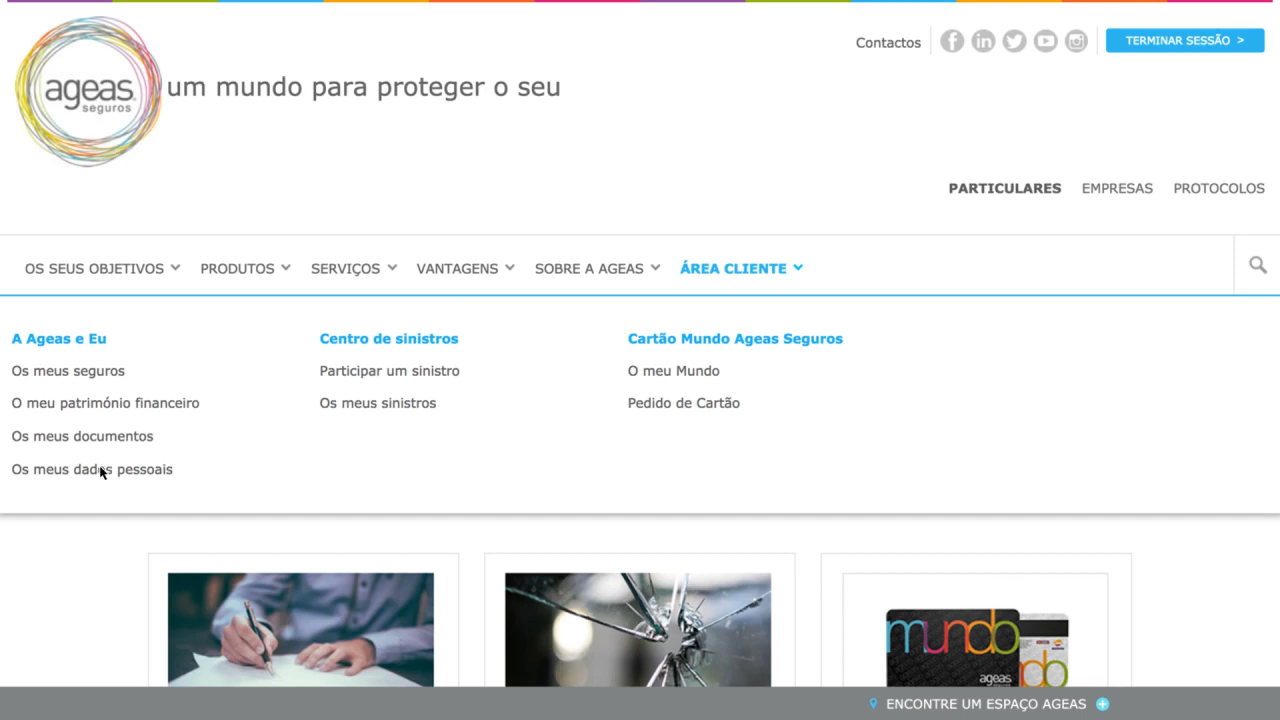 Contactos
TERMINAR SESSÃO >
ageas
seguros
um mundo para proteger o seu
PARTICULARES EMPRESAS PROTOCOLOS
OS SEUS OBJETIVOS PRODUTOS SERVIÇOS VANTAGENS SOBRE A AGEAS ÁREA CLIENTE
A Ageas e Eu
Os meus seguros
O meu património financeiro
Os meus documentos
Os meus dados pessoais
Centro de sinistros
Participar um sinistro
Os meus sinistros
Cartão Mundo Ageas Seguros
O meu Mundo
Pedido de Cartão
mundo
ageas
seguros
do
ENCONTRE UM ESPAÇO AGEAS